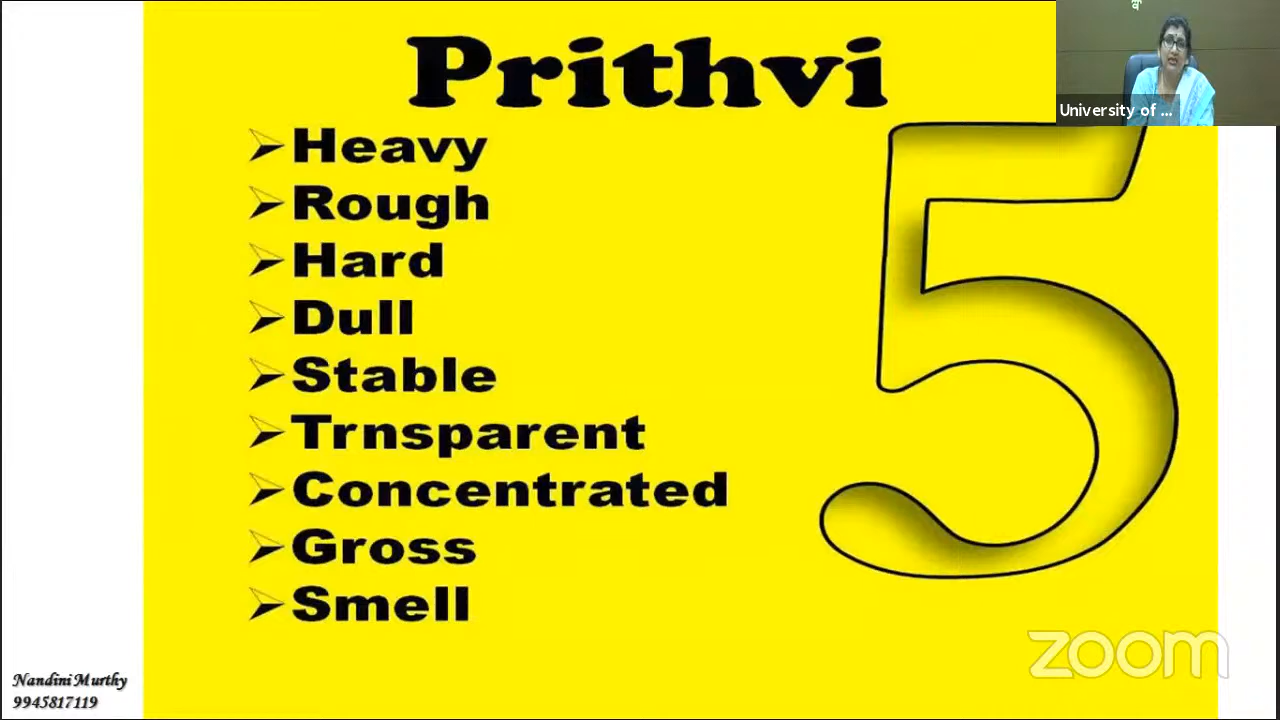 Prithvi
University of ...
Heavy
Rough
Hard
Dull
Stable
Trnsparent
Concentrated
Gross
Smell
5
zoom
Nandini Murthy
9945817119